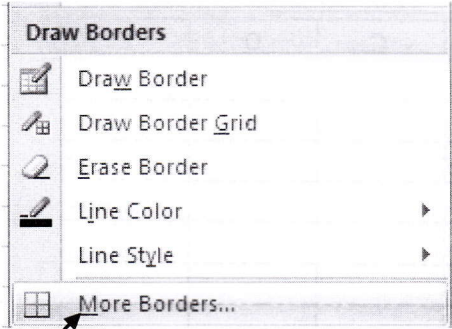 Draw Borders
Draw Border
Draw Border Grid
Erase Border
Line Color
Line Style
More Borders...